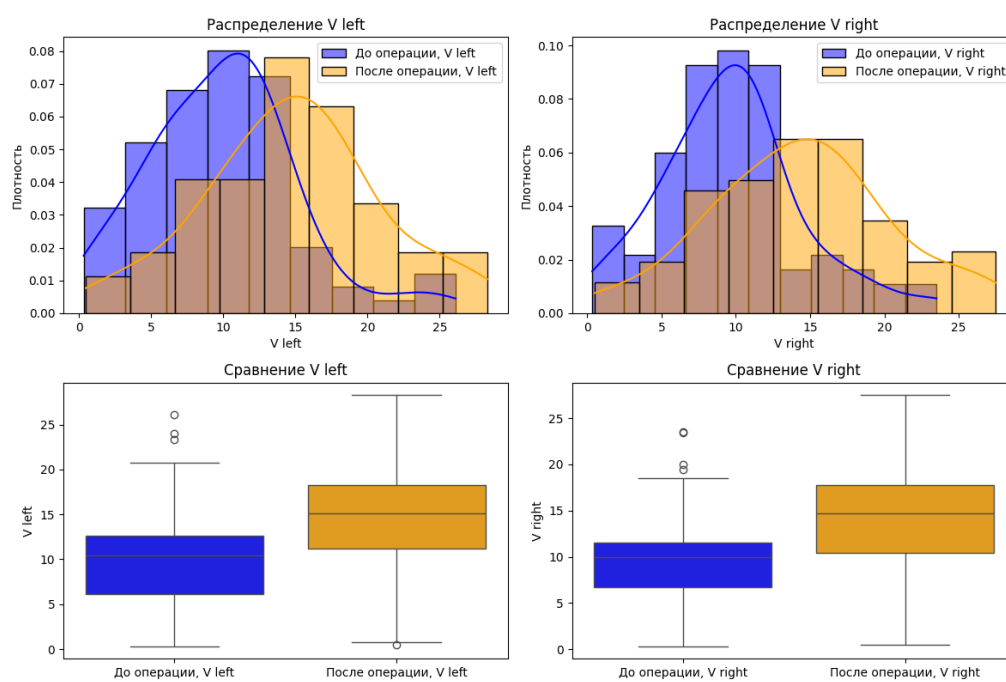 Распределение V left
До операции, V left
После операции, V left
Плотность
0.08
0.07
0.06
0.05
0.04
0.03
0.02
0.01
0.00
0 5 10 15 20 25
V left
Распределение V right
До операции, V right
После операции, V right
Плотность
0.10
0.08
0.06
0.04
0.02
0.00
0 5 10 15 20 25
V right
Сравнение V left
V left
25
20
15
10
5
0
До операции, V left После операции, V left
Сравнение V right
V right
25
20
15
10
5
0
До операции, V right После операции, V right